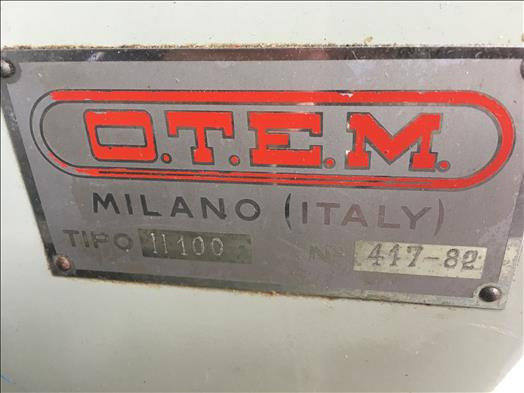 O.T.E.M.
MILANO (ITALY)
TIPO 11100 Nº 417-82